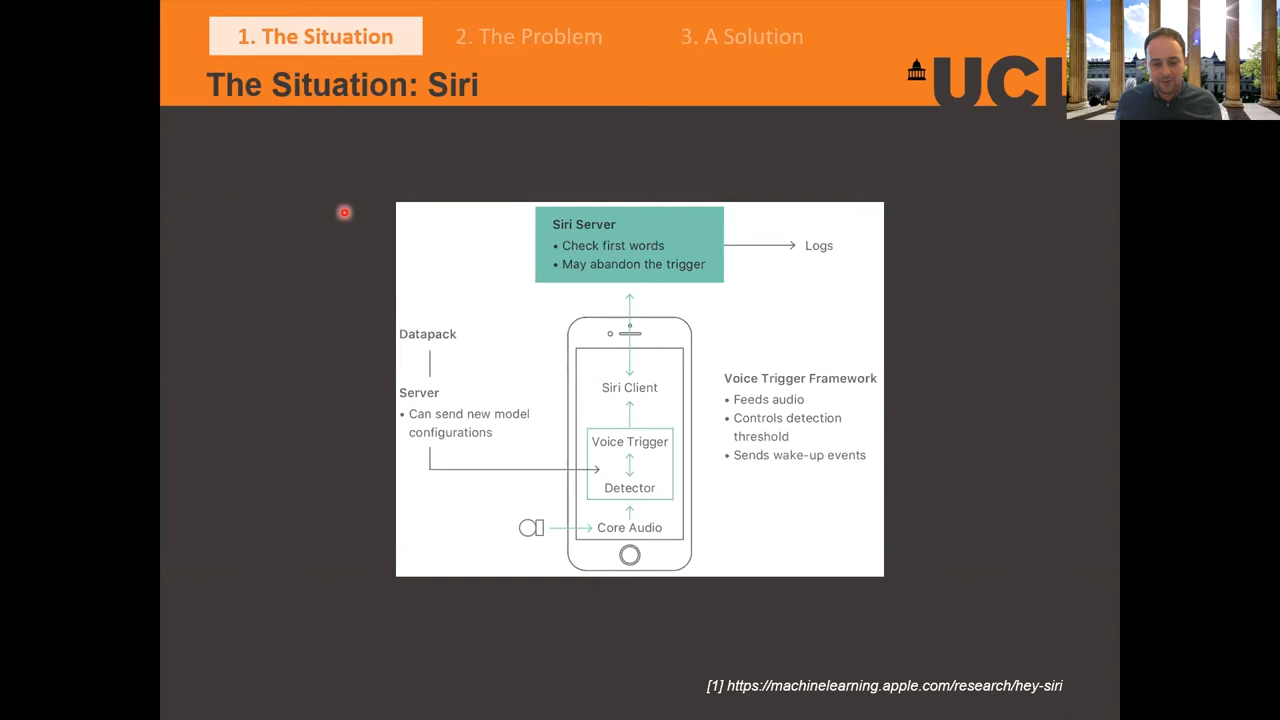 1. The Situation
2. The Problem
3. A Solution
The Situation: Siri
UCL
Siri Server
• Check first words
• May abandon the trigger
Logs
Datapack
Server
• Can send new model
configurations
Siri Client
Voice Trigger
Detector
Core Audio
Voice Trigger Framework
• Feeds audio
• Controls detection
threshold
• Sends wake-up events
[1] https://machinelearning.apple.com/research/hey-siri